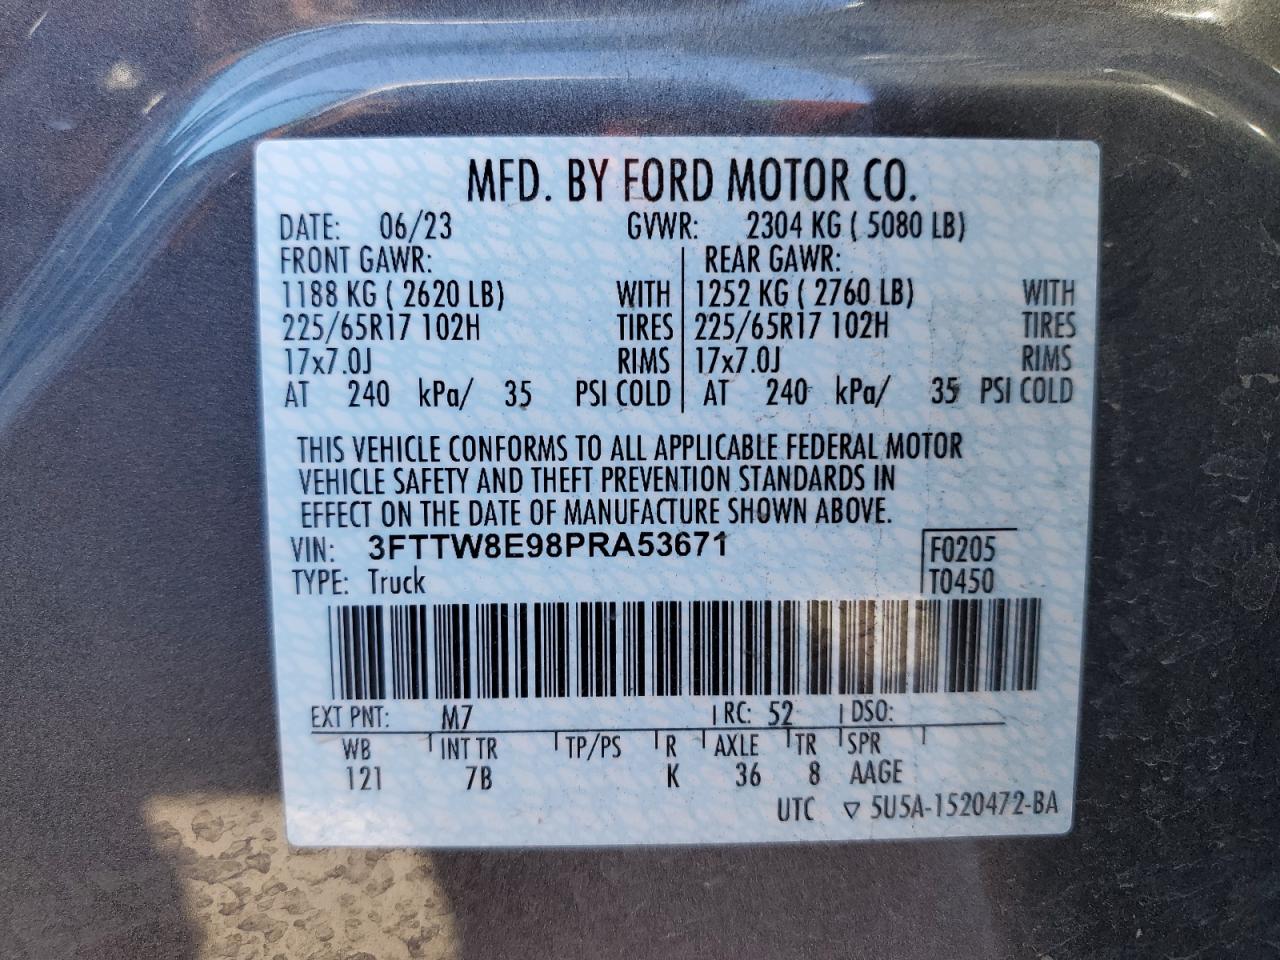 MFD. BY FORD MOTOR CO.
DATE: 06/23 GVWR: 2304 KG ( 5080 LB)
FRONT GAWR: REAR GAWR:
1188 KG ( 2620 LB) WITH 1252 KG ( 2760 LB) WITH
225/65R17 102H TIRES 225/65R17 102H TIRES
17x7.0J RIMS 17x7.0J RIMS
AT 240 kPa/ 35 PSI COLD AT 240 kPa/ 35 PSI COLD
THIS VEHICLE CONFORMS TO ALL APPLICABLE FEDERAL MOTOR
VEHICLE SAFETY AND THEFT PREVENTION STANDARDS IN
EFFECT ON THE DATE OF MANUFACTURE SHOWN ABOVE.
VIN: 3FTTW8E98PRA53671 F0205
TYPE: Truck T0450
EXT PNT: M7 RC: 52 DSO:
WB INT TR TP/PS R AXLE TR SPR
121 7B K 36 8 AAGE
UTC ▽ 5U5A-1520472-BA